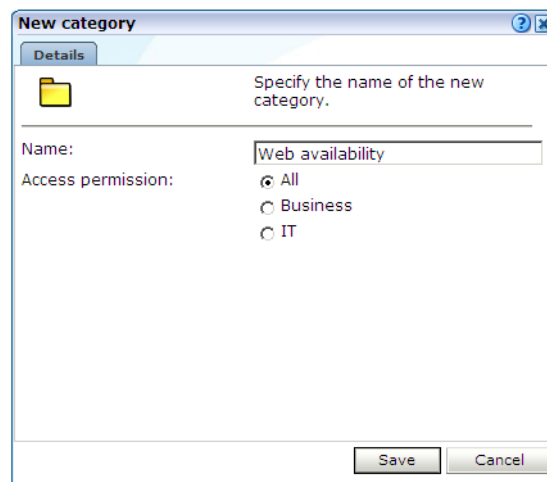 New category
Details
Specify the name of the new
category.
Name:
Web availability
Access permission:
All
Business
IT
Save
Cancel